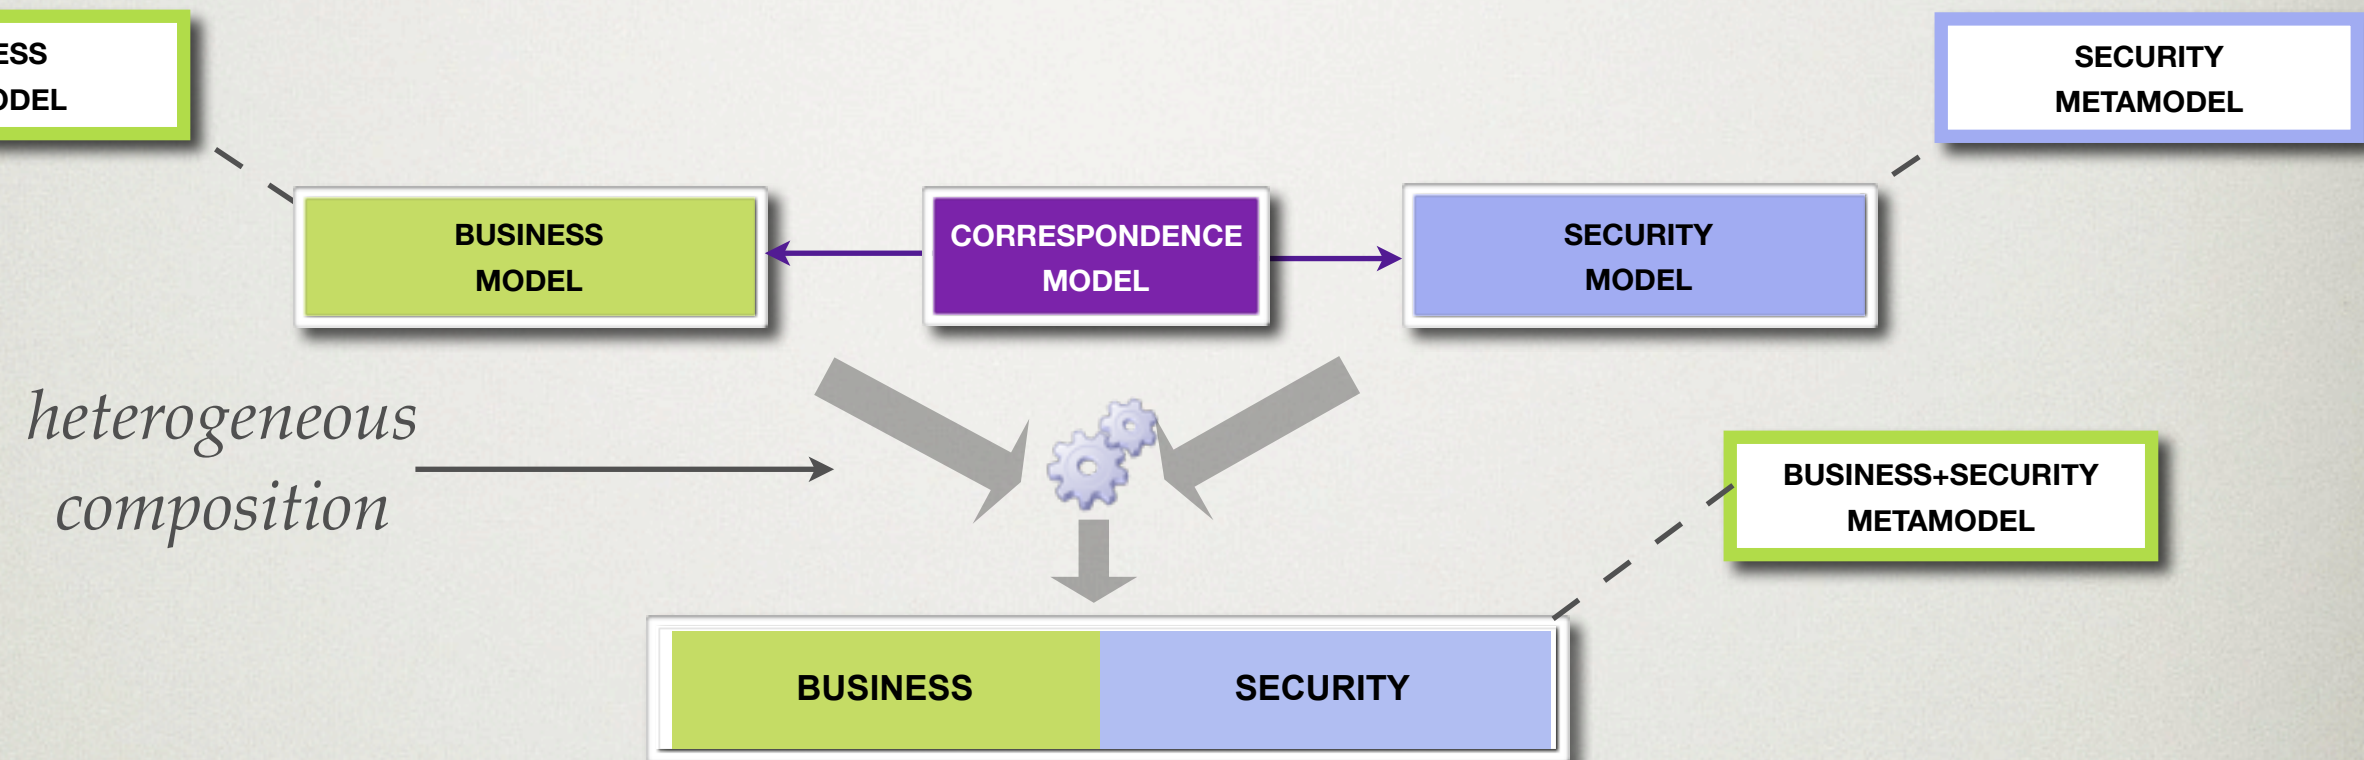 ESS
ODEL
SECURITY
METAMODEL
BUSINESS
MODEL
CORRESPONDENCE
MODEL
SECURITY
MODEL
heterogeneous
composition
BUSINESS+SECURITY
METAMODEL
BUSINESS
SECURITY